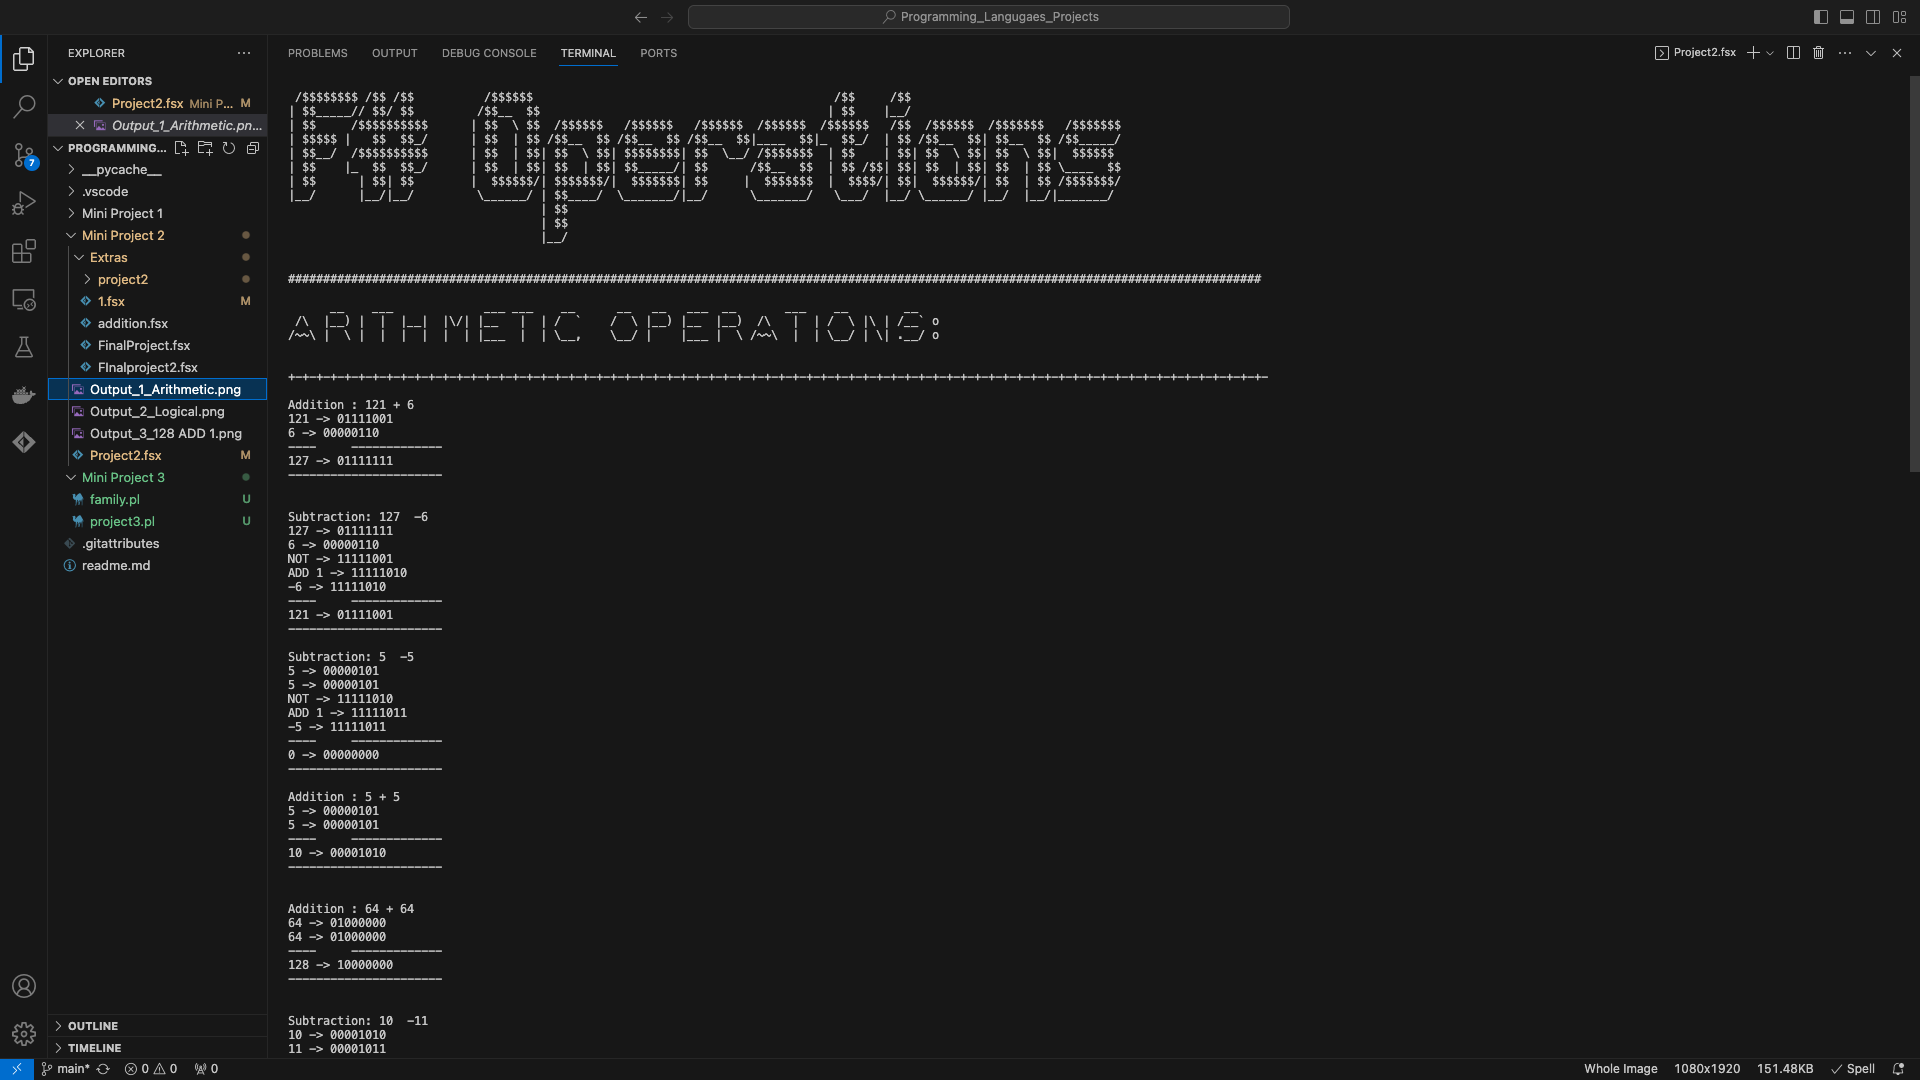 Programming_Langugaes_Projects
EXPLORER
OPEN EDITORS
Project2.fsx Mini P... M
Output_1_Arithmetic.pn...
PROGRAMMING...
__pycache__
.vscode
Mini Project 1
Mini Project 2
Extras
project2
1.fsx M
addition.fsx
FinalProject.fsx
FInalproject2.fsx
Output_1_Arithmetic.png
Output_2_Logical.png
Output_3_128 ADD 1.png
Project2.fsx M
Mini Project 3
family.pl U
project3.pl U
.gitattributes
readme.md
OUTLINE
TIMELINE
7
PROBLEMS OUTPUT DEBUG CONSOLE TERMINAL PORTS
Project2.fsx
F# Operations
#################################################################
ARITHMETIC OPERATIONS:
+-+-+-+-+-+-+-+-+-+-+-+-+-+-+-+-+-+-+-+-+-+-+-+-+-+-+-+-+-+-+-+-
Addition : 121 + 6
121 -> 01111001
6 -> 00000110
----     -------------
127 -> 01111111
----------------------
Subtraction: 127  -6
127 -> 01111111
6 -> 00000110
NOT -> 11111001
ADD 1 -> 11111010
-6 -> 11111010
----     -------------
121 -> 01111001
----------------------
Subtraction: 5  -5
5 -> 00000101
5 -> 00000101
NOT -> 11111010
ADD 1 -> 11111011
-5 -> 11111011
----     -------------
0 -> 00000000
----------------------
Addition : 5 + 5
5 -> 00000101
5 -> 00000101
----     -------------
10 -> 00001010
----------------------
Addition : 64 + 64
64 -> 01000000
64 -> 01000000
----     -------------
128 -> 10000000
----------------------
Subtraction: 10  -11
10 -> 00001010
11 -> 00001011
main* 0 0 0
Whole Image 1080x1920 151.48KB Spell